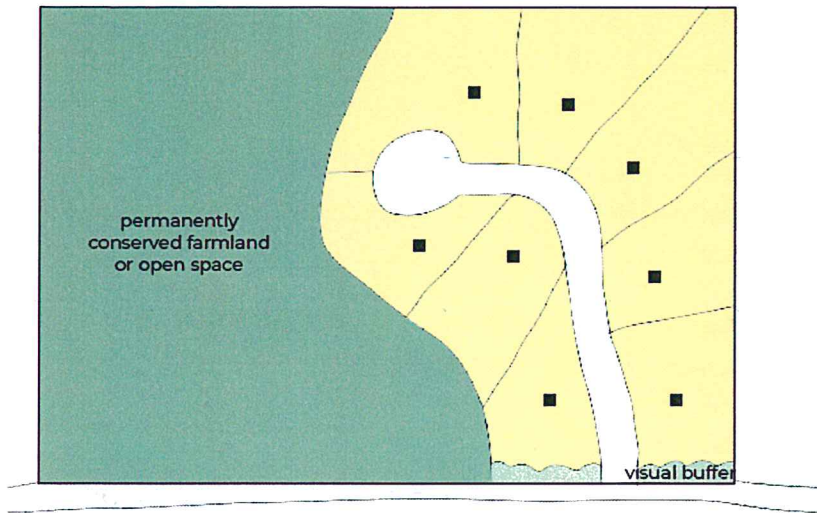 permanently
conserved farmland
or open space
visual buffer